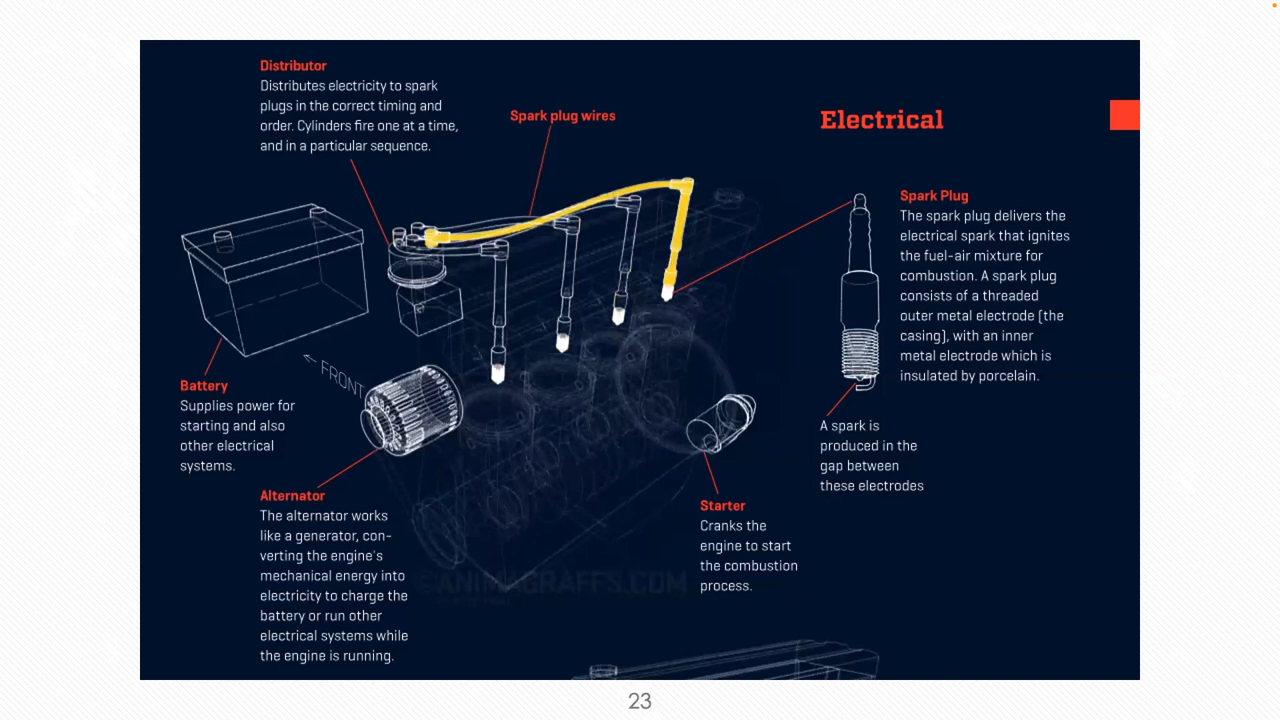 Distributor
Distributes electricity to spark
plugs in the correct timing and
order. Cylinders fire one at a time,
and in a particular sequence.
Spark plug wires
Electrical
Spark Plug
The spark plug delivers the
electrical spark that ignites
the fuel-air mixture for
combustion. A spark plug
consists of a threaded
outer metal electrode (the
casing), with an inner
metal electrode which is
insulated by porcelain.
A spark is
produced in the
gap between
these electrodes
Battery
Supplies power for
starting and also
other electrical
systems.
← FRONT
Alternator
The alternator works
like a generator, con-
verting the engine's
mechanical energy into
electricity to charge the
battery or run other
electrical systems while
the engine is running.
Starter
Cranks the
engine to start
the combustion
process.
©ANIMAGRAFFS.COM
23